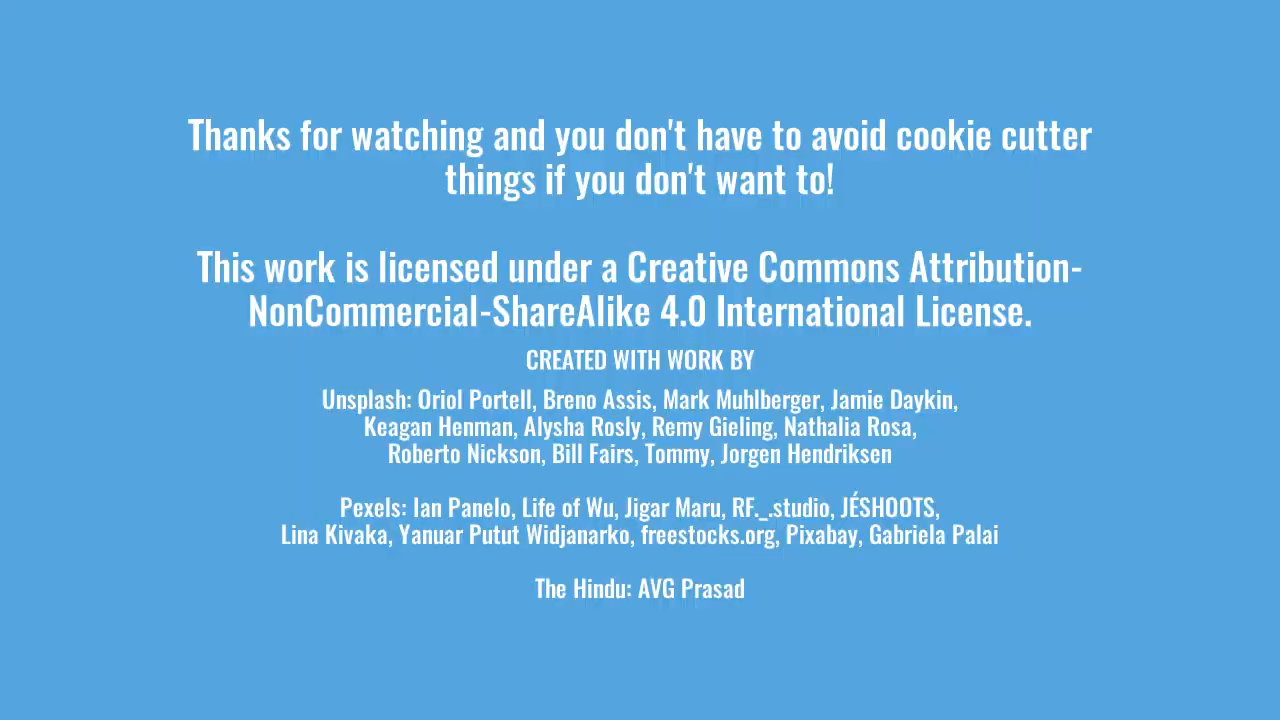 Thanks for watching and you don't have to avoid cookie cutter
things if you don't want to!
This work is licensed under a Creative Commons Attribution-
NonCommercial-ShareAlike 4.0 International License.
CREATED WITH WORK BY
Unsplash: Oriol Portell, Breno Assis, Mark Muhlberger, Jamie Daykin,
Keagan Henman, Alysha Rosly, Remy Gieling, Nathalia Rosa,
Roberto Nickson, Bill Fairs, Tommy, Jorgen Hendriksen
Pexels: Ian Panelo, Life of Wu, Jigar Maru, RF._.studio, JÉSHOOTS,
Lina Kivaka, Yanuar Putut Widjanarko, freestocks.org, Pixabay, Gabriela Palai
The Hindu: AVG Prasad